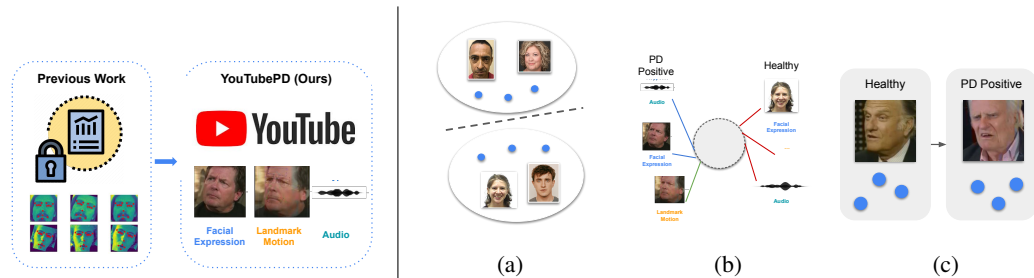 Previous Work
YouTubePD (Ours)
YouTube
Facial
Expression
Landmark
Motion
Audio
(a)
PD
Positive
Audio
Facial
Expression
Landmark
Motion
Healthy
Facial
Expression
...
Audio
(b)
Healthy
PD Positive
(c)